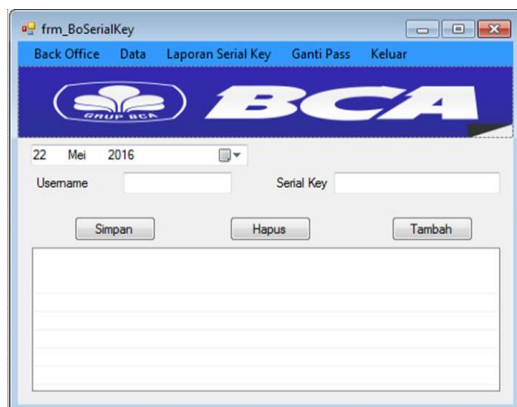 frm_BoSerialKey
Back Office Data Laporan Serial Key Ganti Pass Keluar
GRUP BCA BCA
22 Mei 2016
Username Serial Key
Simpan Hapus Tambah